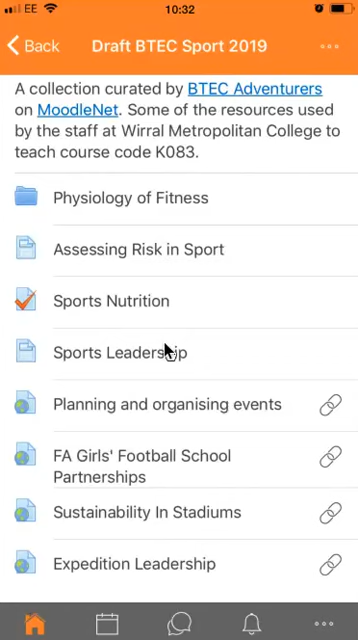 EE 10:32
Back Draft BTEC Sport 2019 ...
A collection curated by BTEC Adventurers
on MoodleNet. Some of the resources used
by the staff at Wirral Metropolitan College to
teach course code K083.
Physiology of Fitness
Assessing Risk in Sport
Sports Nutrition
Sports Leadership
Planning and organising events
FA Girls' Football School
Partnerships
Sustainability In Stadiums
Expedition Leadership